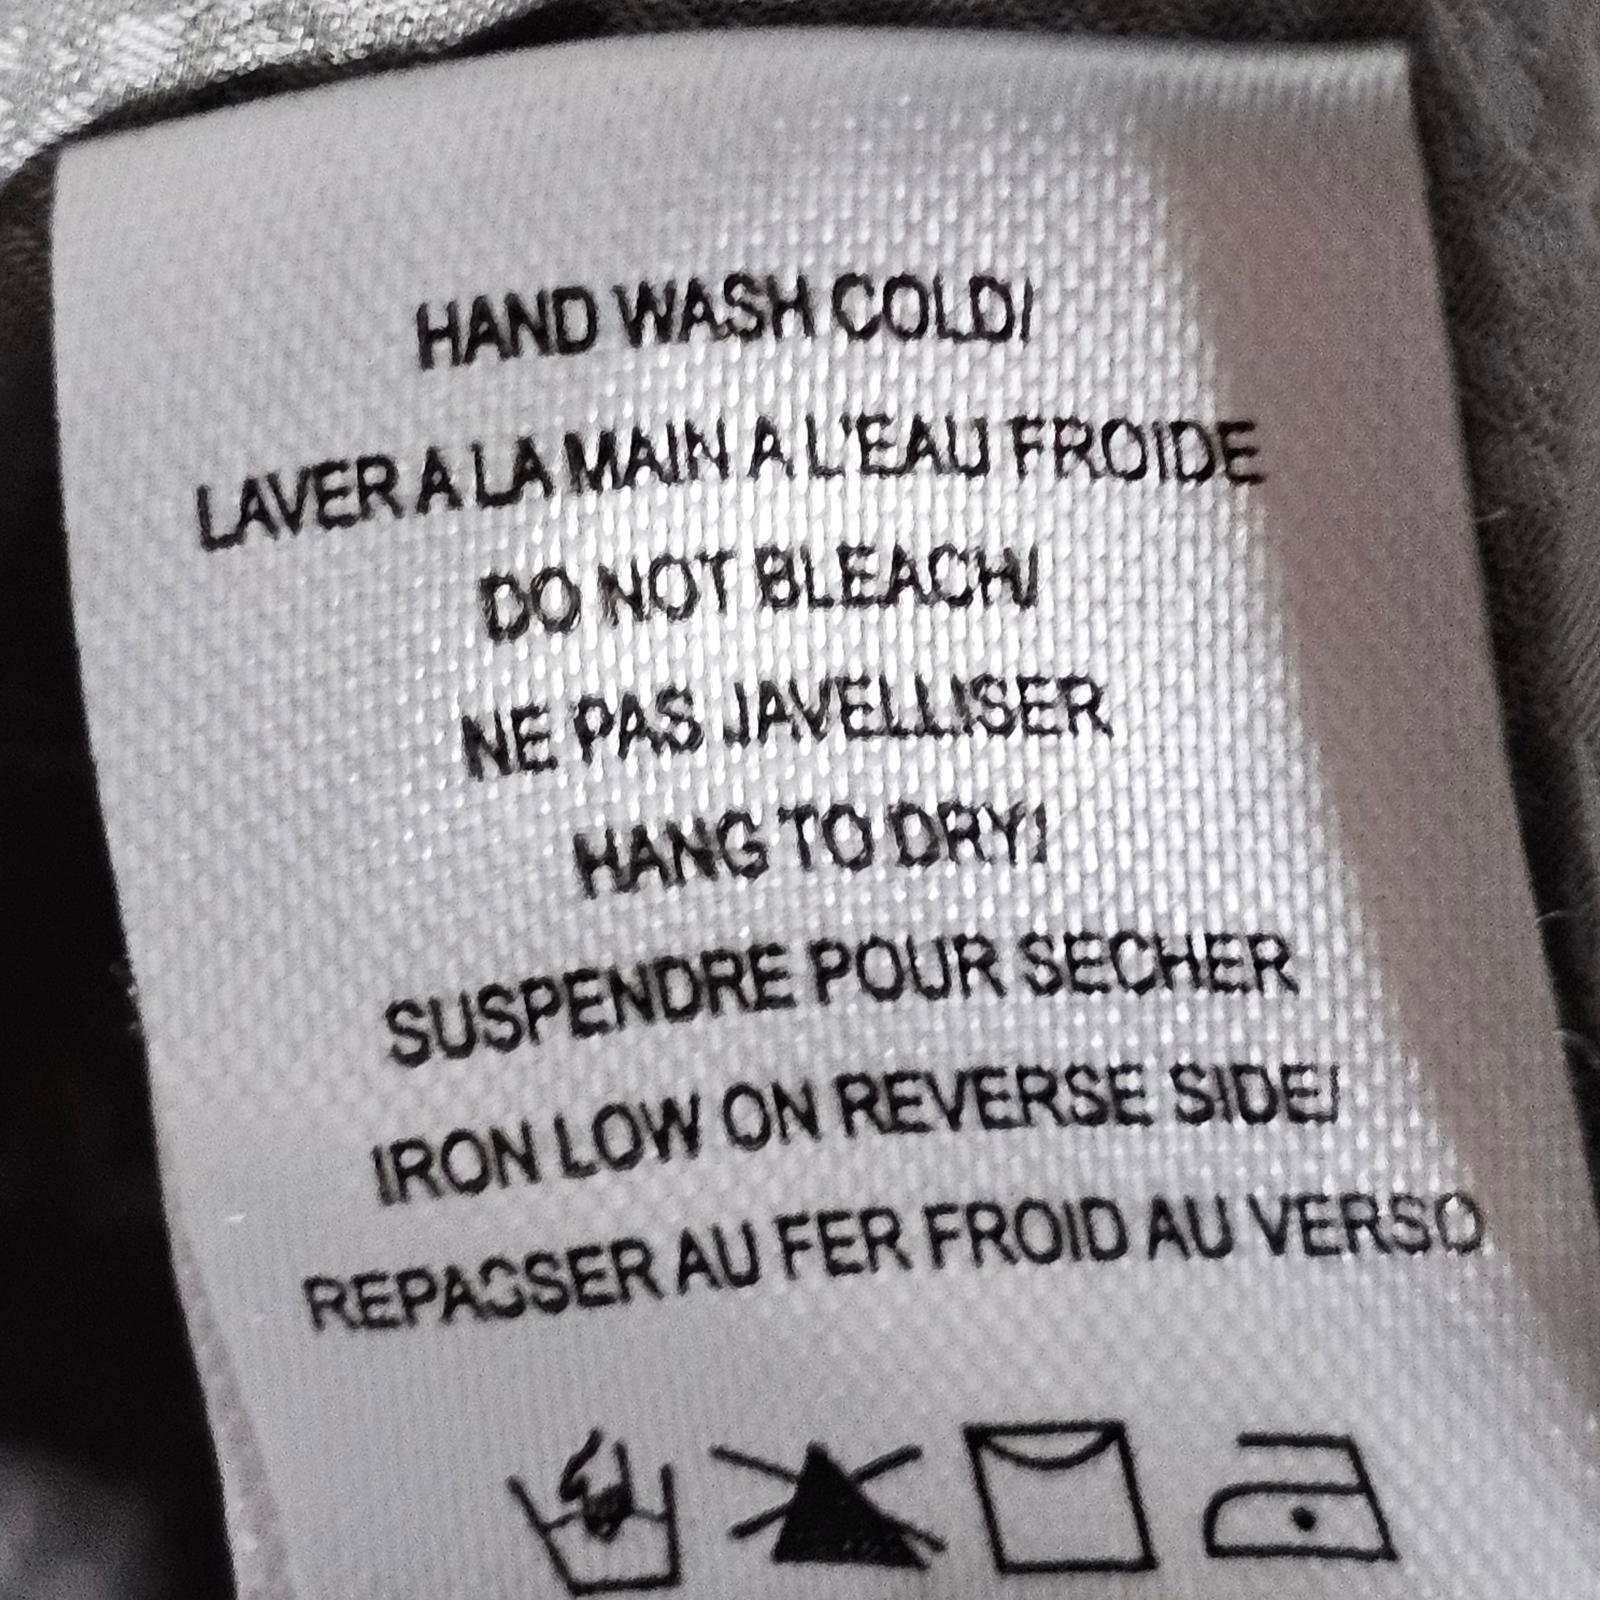 HAND WASH COLD/
LAVER A LA MAIN A L'EAU FROIDE
DO NOT BLEACH/
NE PAS JAVELLISER
HANG TO DRY/
SUSPENDRE POUR SECHER
IRON LOW ON REVERSE SIDE/
REPASSER AU FER FROID AU VERSO